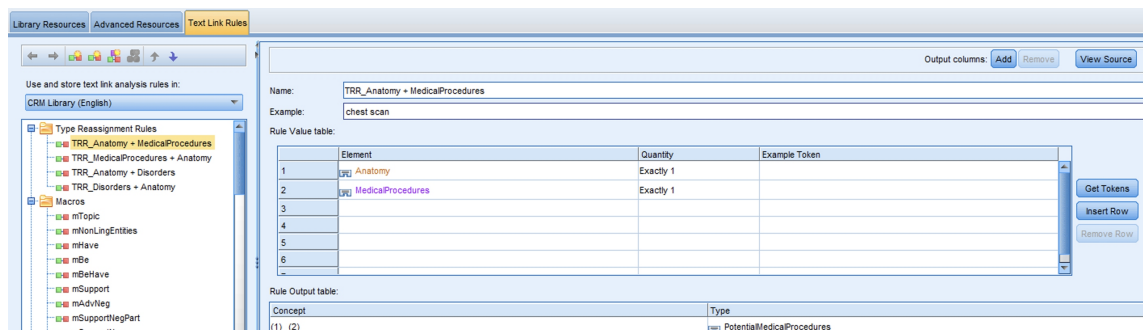 Library Resources Advanced Resources Text Link Rules
Output columns: Add Remove View Source
Use and store text link analysis rules in:
CRM Library (English)
Name: TRR_Anatomy + MedicalProcedures
Example: chest scan
Rule Value table:
Type Reassignment Rules
TRR_Anatomy + MedicalProcedures
TRR_MedicalProcedures + Anatomy
TRR_Anatomy + Disorders
TRR_Disorders + Anatomy
Macros
mTopic
mNonLingEntities
mHave
mBe
mBeHave
mSupport
mAdvNeg
mSupportNegPart
Element Quantity Example Token
1 Anatomy Exactly 1
2 MedicalProcedures Exactly 1
3
4
5
6
Get Tokens
Insert Row
Remove Row
Rule Output table:
Concept Type
(1) (2) PotentialMedicalProcedures